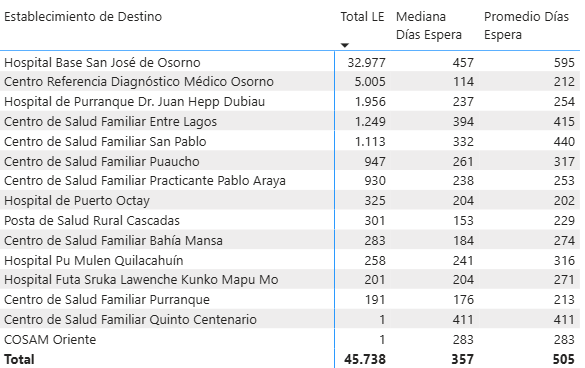 Establecimiento de Destino Total LE Mediana Días Espera Promedio Días Espera
Hospital Base San José de Osorno 32.977 457 595
Centro Referencia Diagnóstico Médico Osorno 5.005 114 212
Hospital de Purranque Dr. Juan Hepp Dubiau 1.956 237 254
Centro de Salud Familiar Entre Lagos 1.249 394 415
Centro de Salud Familiar San Pablo 1.113 332 440
Centro de Salud Familiar Puaucho 947 261 317
Centro de Salud Familiar Practicante Pablo Araya 930 238 253
Hospital de Puerto Octay 325 204 202
Posta de Salud Rural Cascadas 301 153 229
Centro de Salud Familiar Bahía Mansa 283 184 274
Hospital Pu Mulen Quilacahuín 258 241 316
Hospital Futa Sruka Lawenche Kunko Mapu Mo 201 204 271
Centro de Salud Familiar Purranque 191 176 213
Centro de Salud Familiar Quinto Centenario 1 411 411
COSAM Oriente 1 283 283
Total 45.738 357 505